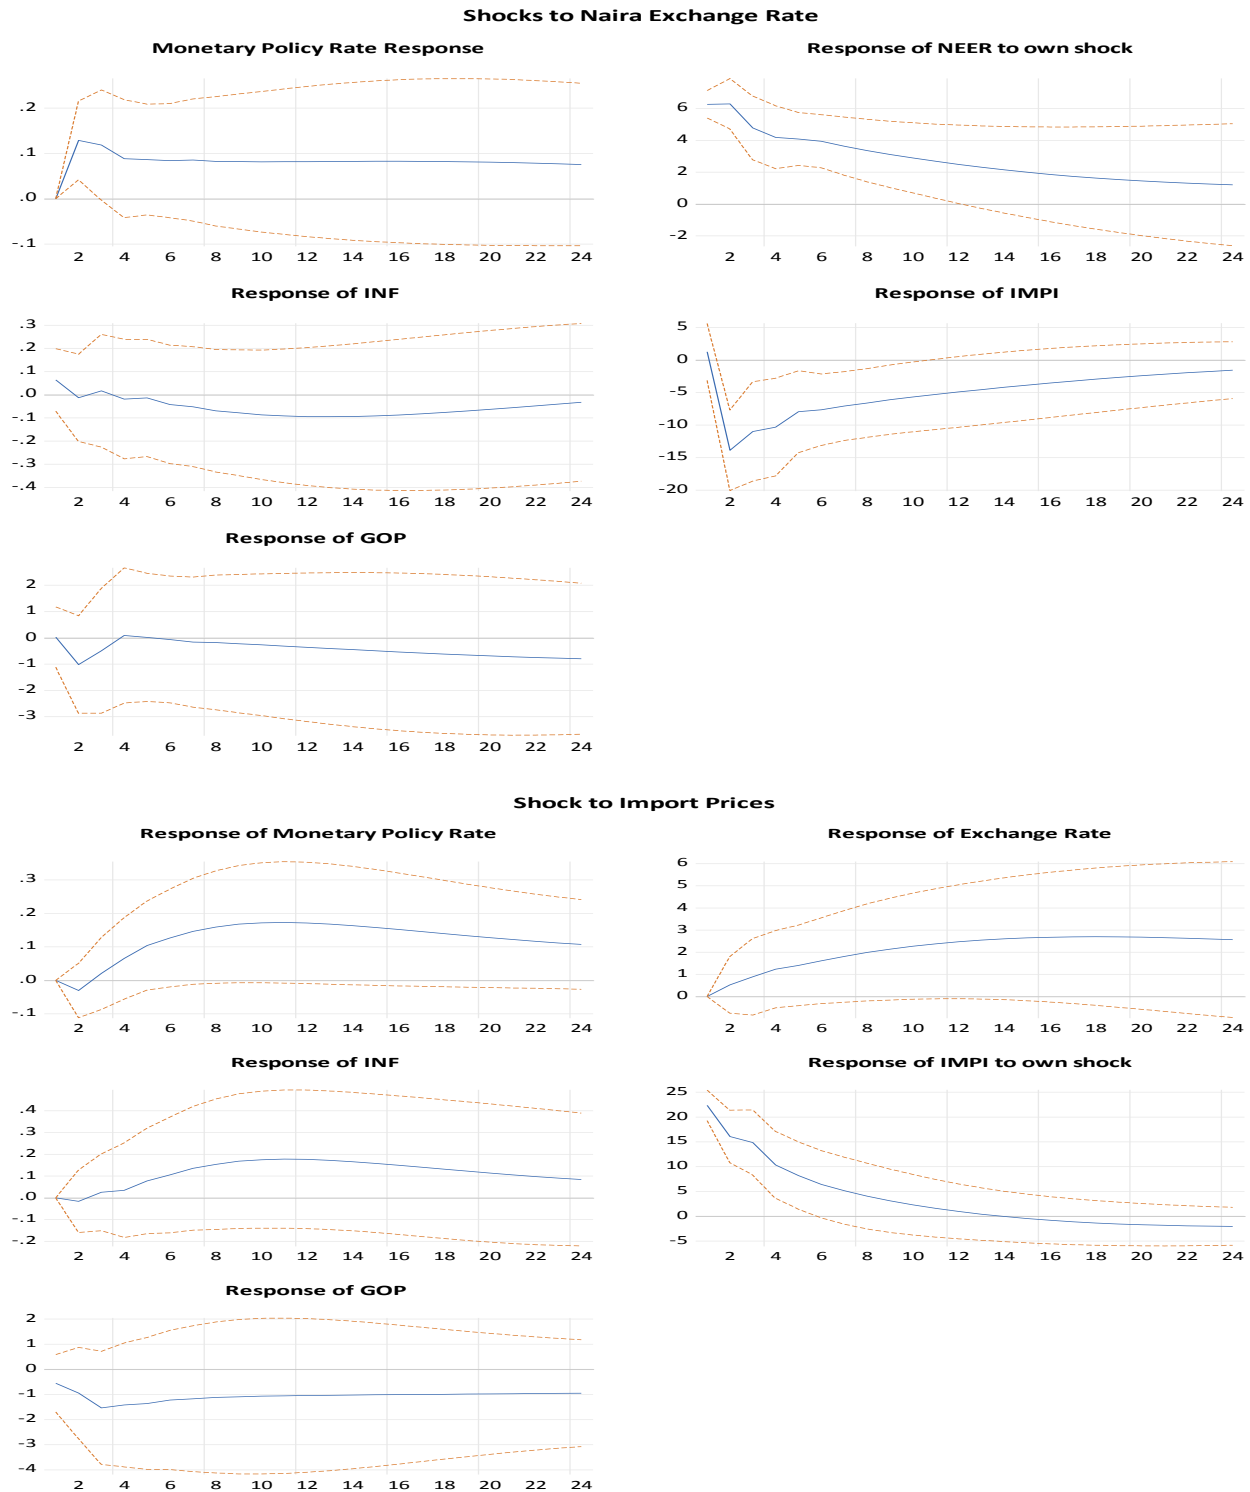 Shocks to Naira Exchange Rate
Monetary Policy Rate Response
.2
.1
.0
-.1
2 4 6 8 10 12 14 16 18 20 22 24
Response of NEER to own shock
6
4
2
0
-2
2 4 6 8 10 12 14 16 18 20 22 24
Response of INF
.3
.2
.1
.0
-.1
-.2
-.3
-.4
2 4 6 8 10 12 14 16 18 20 22 24
Response of IMPI
5
0
-5
-10
-15
-20
2 4 6 8 10 12 14 16 18 20 22 24
Response of GOP
2
1
0
-1
-2
-3
2 4 6 8 10 12 14 16 18 20 22 24
Shock to Import Prices
Response of Monetary Policy Rate
.3
.2
.1
.0
-.1
2 4 6 8 10 12 14 16 18 20 22 24
Response of Exchange Rate
6
5
4
3
2
1
0
2 4 6 8 10 12 14 16 18 20 22 24
Response of INF
.4
.3
.2
.1
.0
-.1
-.2
2 4 6 8 10 12 14 16 18 20 22 24
Response of IMPI to own shock
25
20
15
10
5
0
-5
2 4 6 8 10 12 14 16 18 20 22 24
Response of GOP
2
1
0
-1
-2
-3
-4
2 4 6 8 10 12 14 16 18 20 22 24